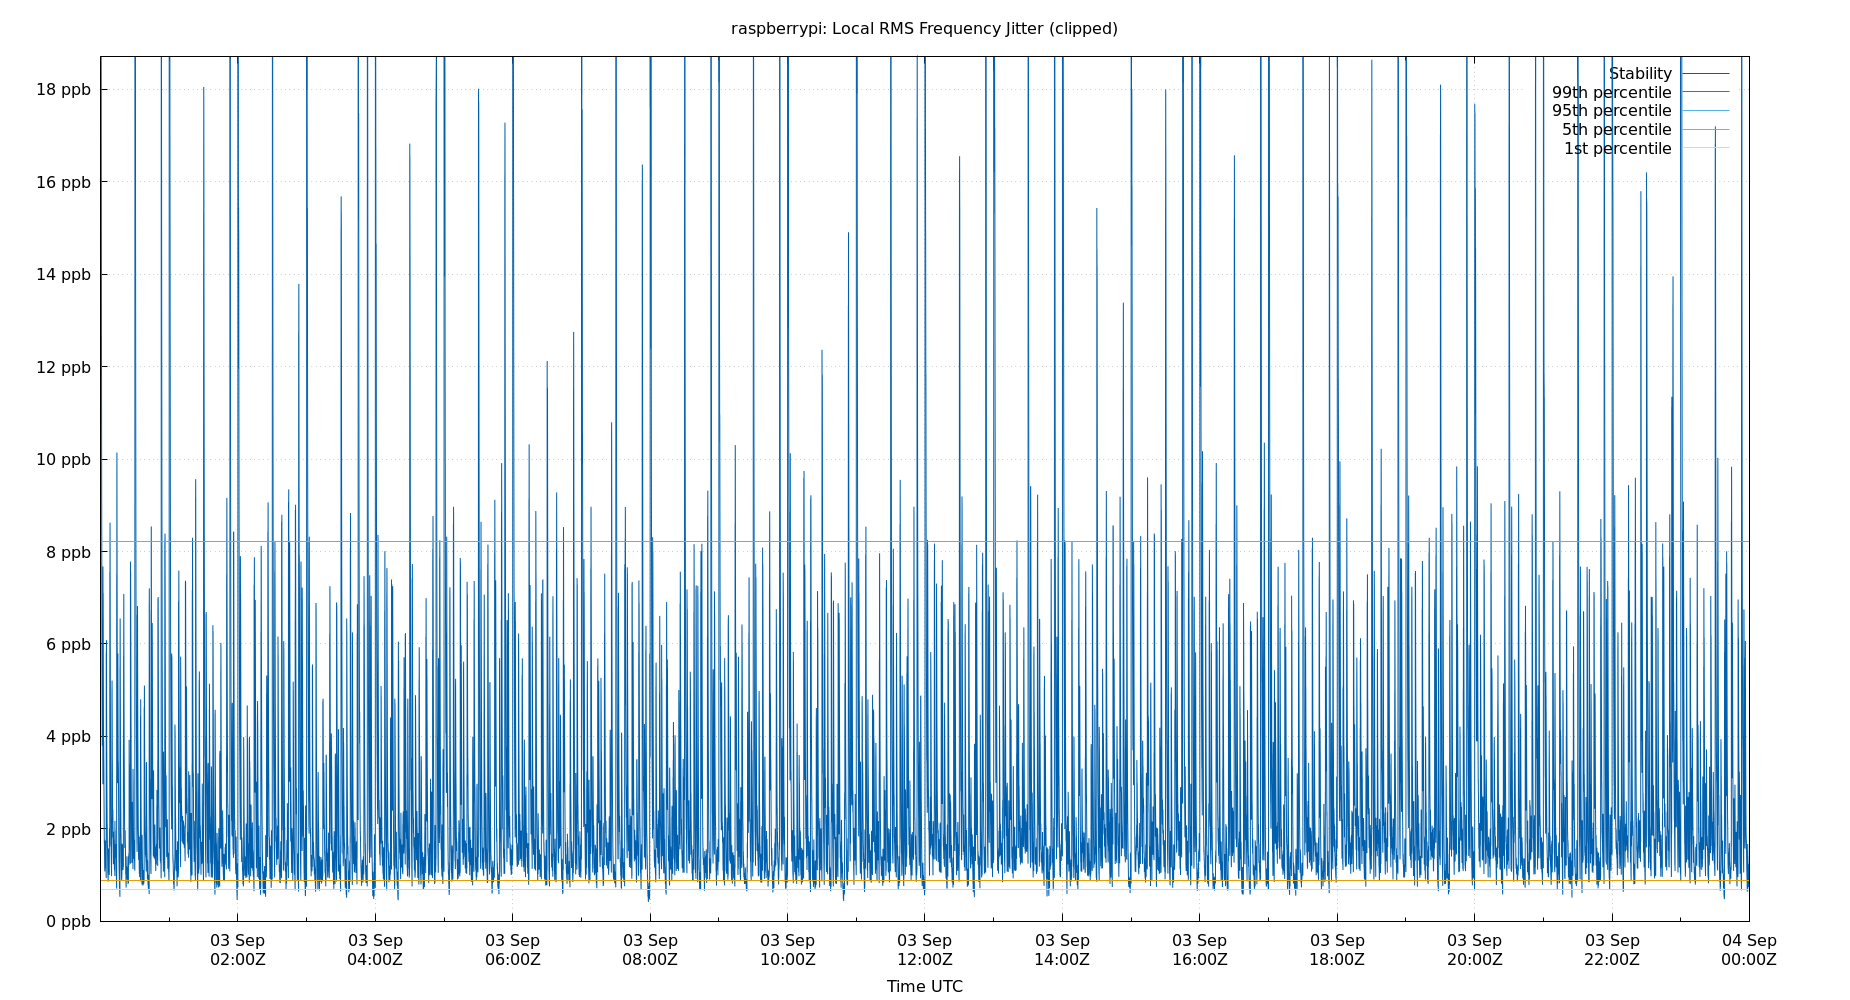 raspberrypi: Local RMS Frequency Jitter (clipped)
Stability
99th percentile
95th percentile
5th percentile
1st percentile
18 ppb
16 ppb
14 ppb
12 ppb
10 ppb
8 ppb
6 ppb
4 ppb
2 ppb
0 ppb
03 Sep 03 Sep 03 Sep 03 Sep 03 Sep 03 Sep 03 Sep 03 Sep 03 Sep 03 Sep 03 Sep 04 Sep
02:00Z 04:00Z 06:00Z 08:00Z 10:00Z 12:00Z 14:00Z 16:00Z 18:00Z 20:00Z 22:00Z 00:00Z
Time UTC